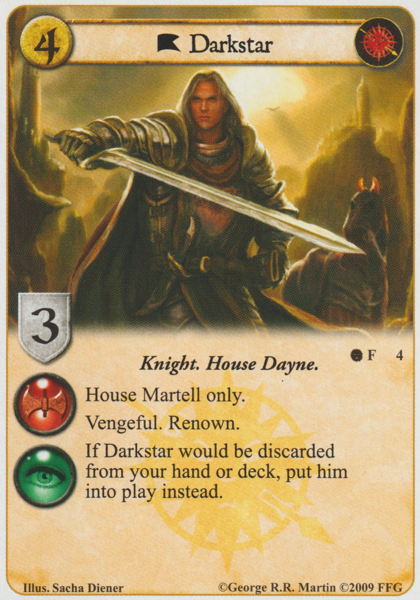 4
Darkstar
3
Knight. House Dayne.
F 4
House Martell only.
Vengeful. Renown.
If Darkstar would be discarded
from your hand or deck, put him
into play instead.
Illus. Sacha Diener
©George R.R. Martin ©2009 FFG